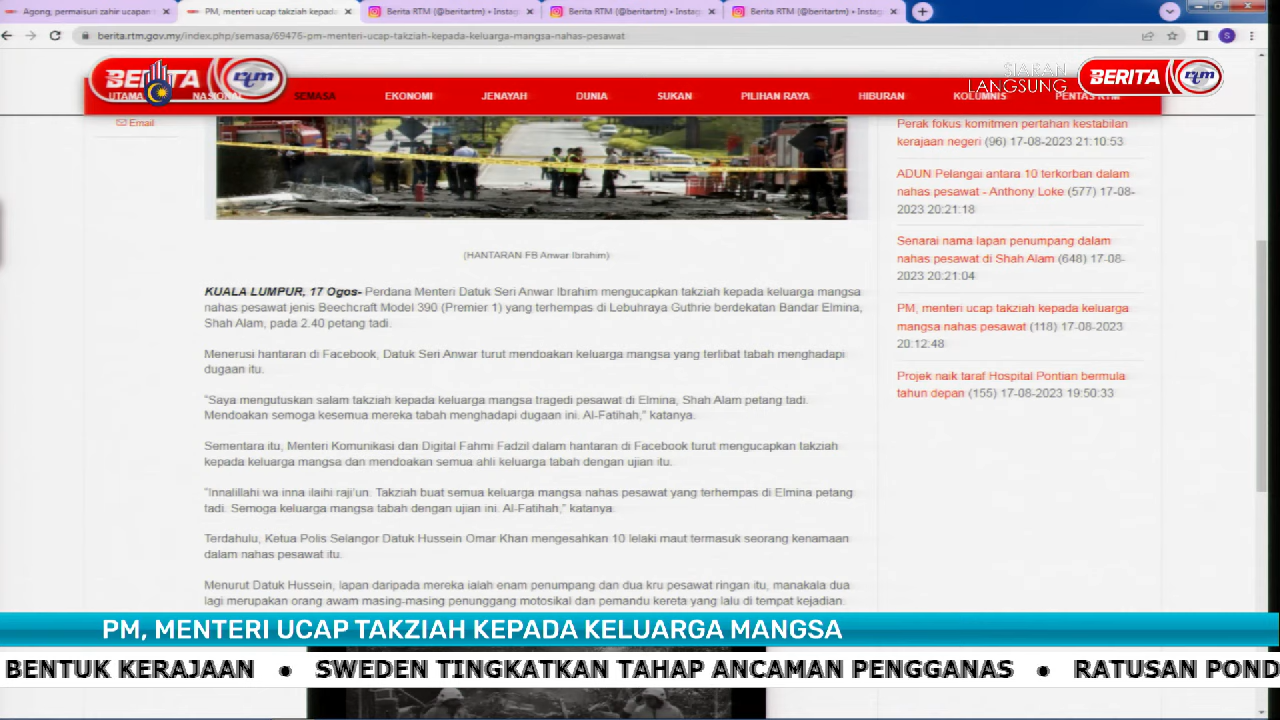 Agong, permaisuri zahir ucapan
PM, menteri ucap takziah kepada
Berita RTM (@beritartm) • Instag
Berita RTM (@beritartm) • Instag
Berita RTM (@beritartm) • Instag
berita.rtm.gov.my/index.php/semasa/69476-pm-menteri-ucap-takziah-kepada-keluarga-mangsa-nahas-pesawat
S
BERITA rtm
SIARAN
LANGSUNG
BERITA rtm
UTAMA NASIONAL SEMASA EKONOMI JENAYAH DUNIA SUKAN PILIHAN RAYA HIBURAN KOLUMNIS PENTAS RTM
Email
(HANTARAN FB Anwar Ibrahim)
KUALA LUMPUR, 17 Ogos- Perdana Menteri Datuk Seri Anwar Ibrahim mengucapkan takziah kepada keluarga mangsa
nahas pesawat jenis Beechcraft Model 390 (Premier 1) yang terhempas di Lebuhraya Guthrie berdekatan Bandar Elmina,
Shah Alam, pada 2.40 petang tadi.
Menerusi hantaran di Facebook, Datuk Seri Anwar turut mendoakan keluarga mangsa yang terlibat tabah menghadapi
dugaan itu.
“Saya mengutuskan salam takziah kepada keluarga mangsa tragedi pesawat di Elmina, Shah Alam petang tadi.
Mendoakan semoga kesemua mereka tabah menghadapi dugaan ini. Al-Fatihah,” katanya.
Sementara itu, Menteri Komunikasi dan Digital Fahmi Fadzil dalam hantaran di Facebook turut mengucapkan takziah
kepada keluarga mangsa dan mendoakan semua ahli keluarga tabah dengan ujian itu.
“Innalillahi wa inna ilaihi raji’un. Takziah buat semua keluarga mangsa nahas pesawat yang terhempas di Elmina petang
tadi. Semoga keluarga mangsa tabah dengan ujian ini. Al-Fatihah,” katanya.
Terdahulu, Ketua Polis Selangor Datuk Hussein Omar Khan mengesahkan 10 lelaki maut termasuk seorang kenamaan
dalam nahas pesawat itu.
Menurut Datuk Hussein, lapan daripada mereka ialah enam penumpang dan dua kru pesawat ringan itu, manakala dua
lagi merupakan orang awam masing-masing penunggang motosikal dan pemandu kereta yang lalu di tempat kejadian.
Perak fokus komitmen pertahan kestabilan
kerajaan negeri (96) 17-08-2023 21:10:53
ADUN Pelangai antara 10 terkorban dalam
nahas pesawat - Anthony Loke (577) 17-08-
2023 20:21:18
Senarai nama lapan penumpang dalam
nahas pesawat di Shah Alam (648) 17-08-
2023 20:21:04
PM, menteri ucap takziah kepada keluarga
mangsa nahas pesawat (118) 17-08-2023
20:12:48
Projek naik taraf Hospital Pontian bermula
tahun depan (155) 17-08-2023 19:50:33
PM, MENTERI UCAP TAKZIAH KEPADA KELUARGA MANGSA
BENTUK KERAJAAN • SWEDEN TINGKATKAN TAHAP ANCAMAN PENGGANAS • RATUSAN POND